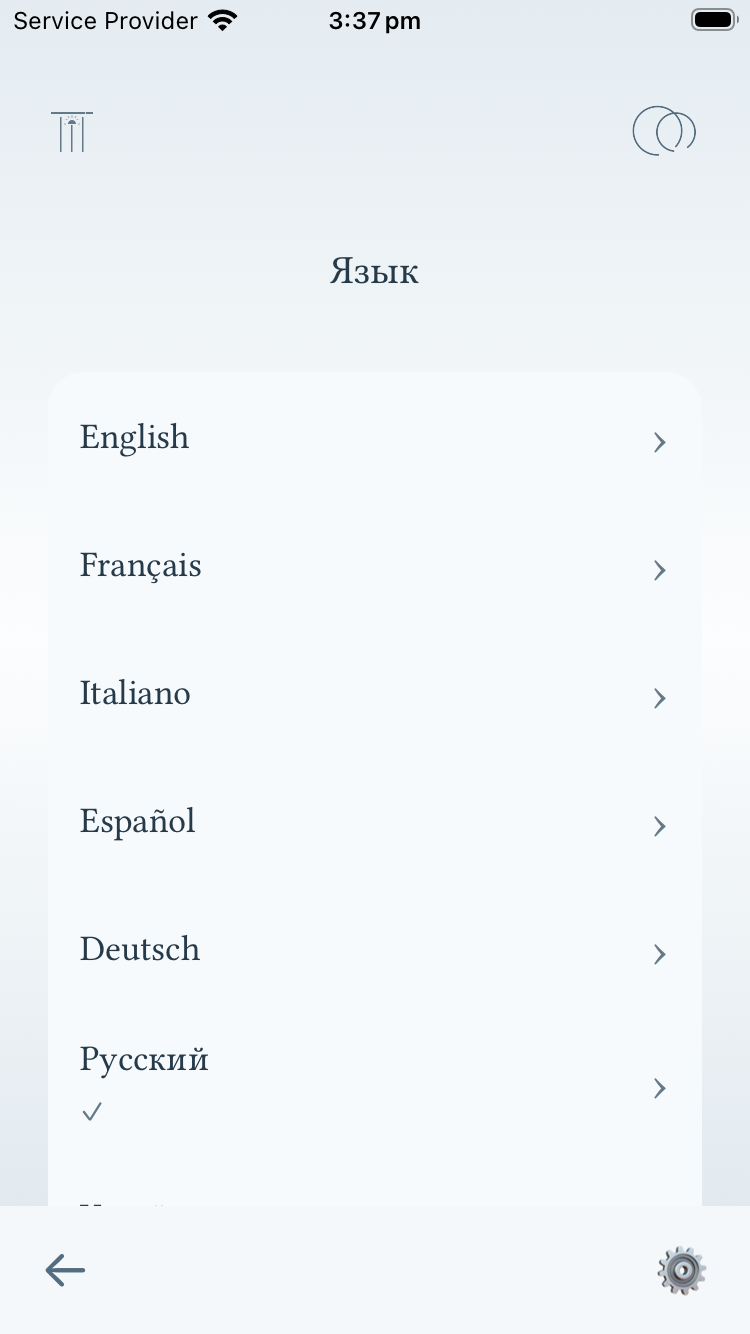 Service Provider 3:37 pm
Язык
English
Français
Italiano
Español
Deutsch
Русский